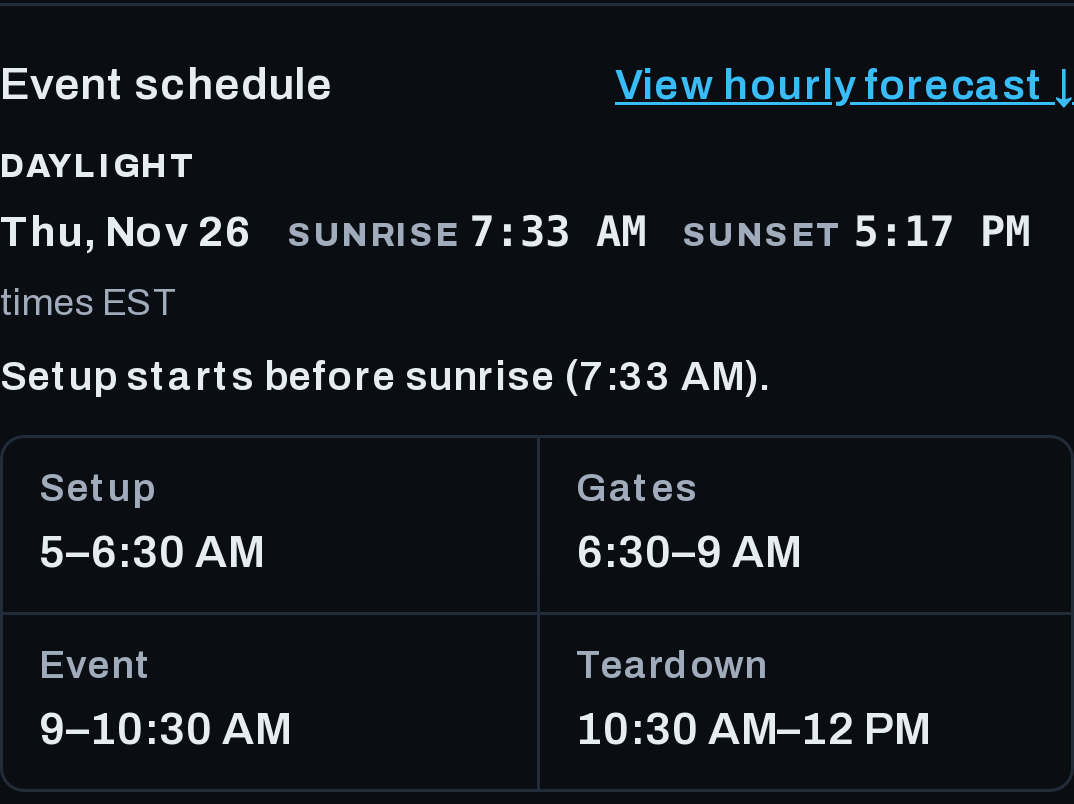 Event schedule
View hourly forecast ↓
DAYLIGHT
Thu, Nov 26 SUNRISE 7:33 AM SUNSET 5:17 PM
times EST
Setup starts before sunrise (7:33 AM).
Setup
5–6:30 AM
Gates
6:30–9 AM
Event
9–10:30 AM
Teardown
10:30 AM–12 PM